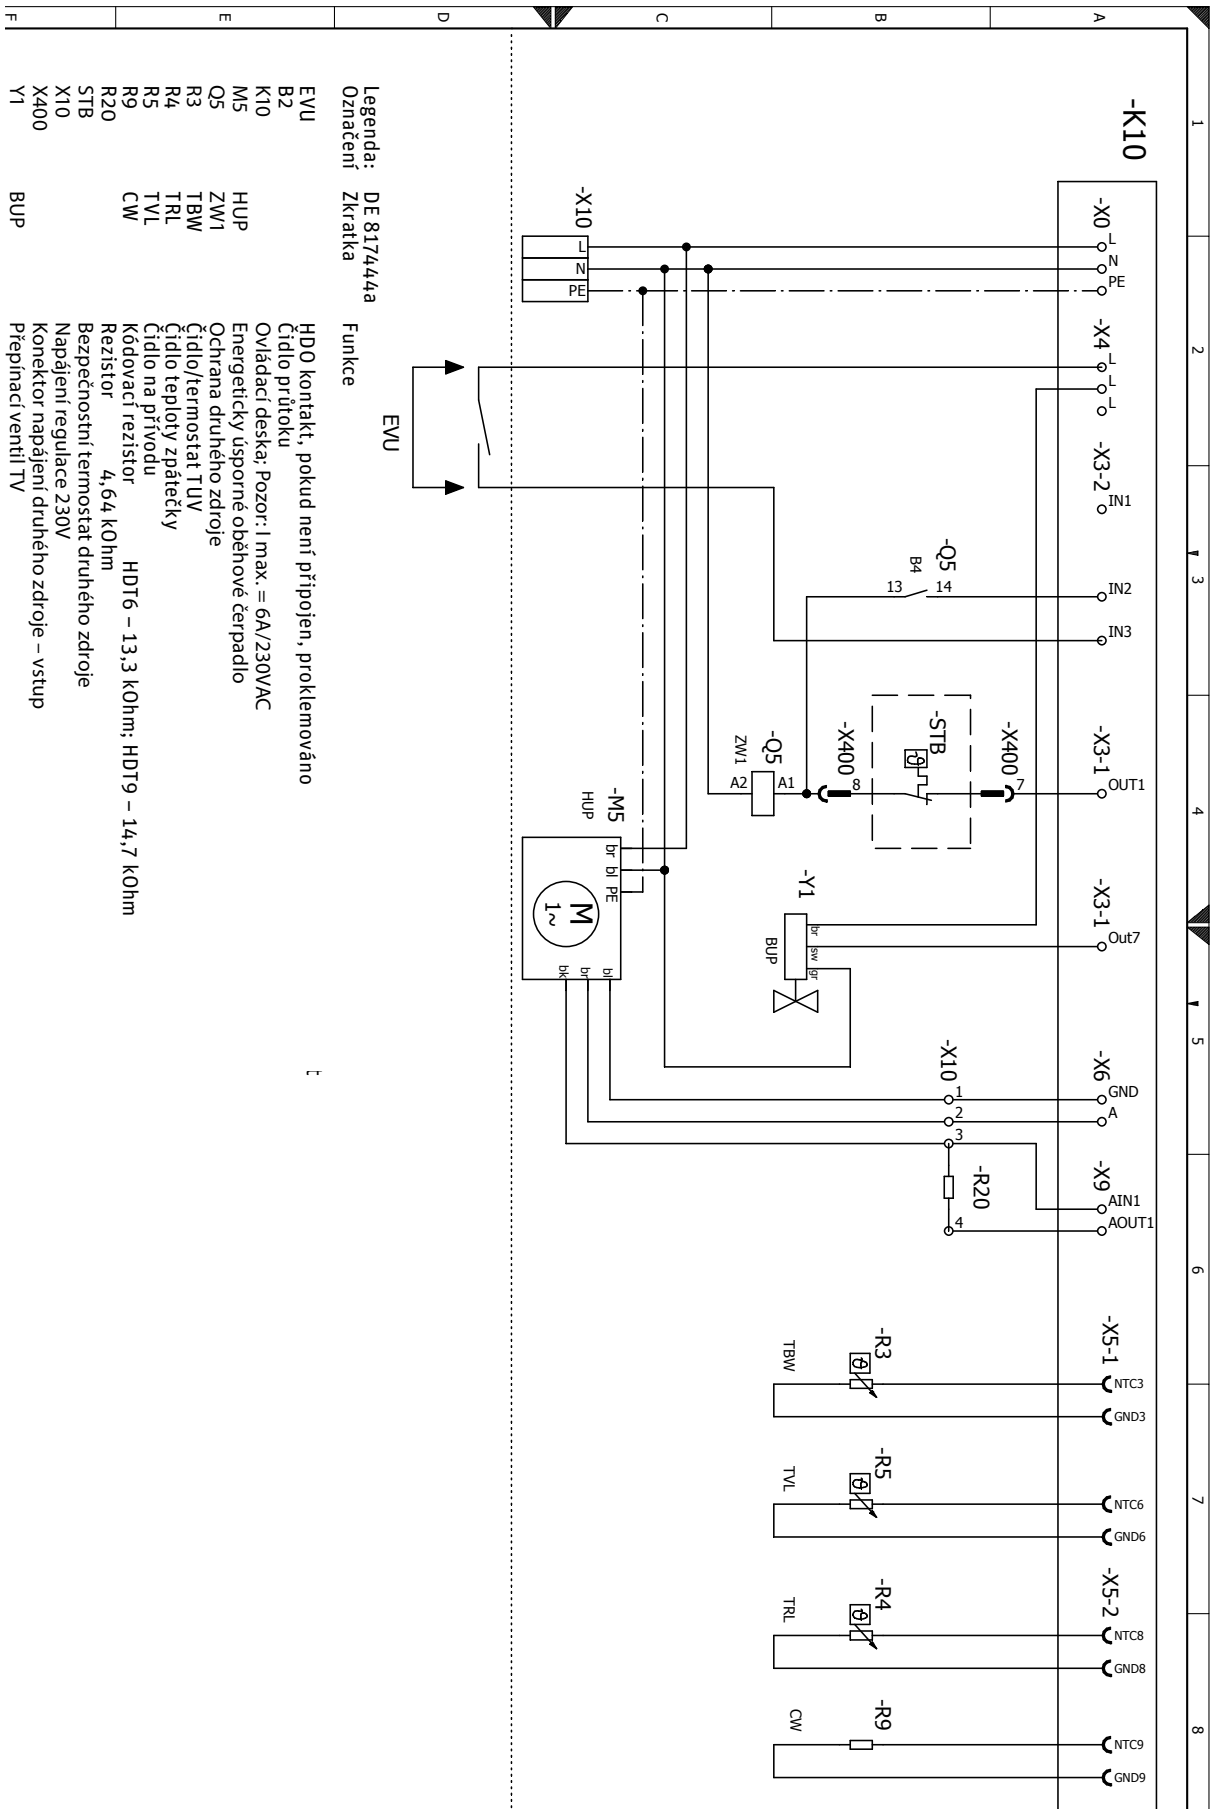 1
2
3
4
5
6
7
8
A
B
C
D
E
F
-K10
-X0
L
N
PE
-X4
L
L
L
-X3-2
IN1
IN2
IN3
-X3-1
OUT1
-X3-1
Out7
-X6
GND
A
-X9
AIN1
AOUT1
-X5-1
NTC3
GND3
NTC6
GND6
-X5-2
NTC8
GND8
NTC9
GND9
-X10
L
N
PE
-Q5
B4
13
14
-X400
7
-STB
ϑ
-X400
8
-Q5
ZW1
A1
A2
-Y1
BUP
br
sw
gr
-X10
1
2
3
4
-R20
-R3
ϑ
TBW
-R5
ϑ
TVL
-R4
ϑ
TRL
-R9
CW
-M5
HUP
br
bl
PE
M
1~
bk
br
bl
EVU
Legenda: DE 817444a
Označení Zkratka Funkce
EVU HDO kontakt, pokud není připojen, proklemováno
B2 Čidlo průtoku
K10 Ovládací deska; Pozor: I max. = 6A/230VAC
M5 HUP Energeticky úsporné oběhové čerpadlo
Q5 ZW1 Ochrana druhého zdroje
R3 TBW Čidlo/termostat TUV
R4 TRL Čidlo teploty zpátečky
R5 TVL Čidlo na přívodu
R9 CW Kódovací rezistor HDT6 – 13,3 kOhm; HDT9 – 14,7 kOhm
R20 Rezistor 4,64 kOhm
STB Bezpečnostní termostat druhého zdroje
X10 Napájení regulace 230V
X400 Konektor napájení druhého zdroje – vstup
Y1 BUP Přepínací ventil TV